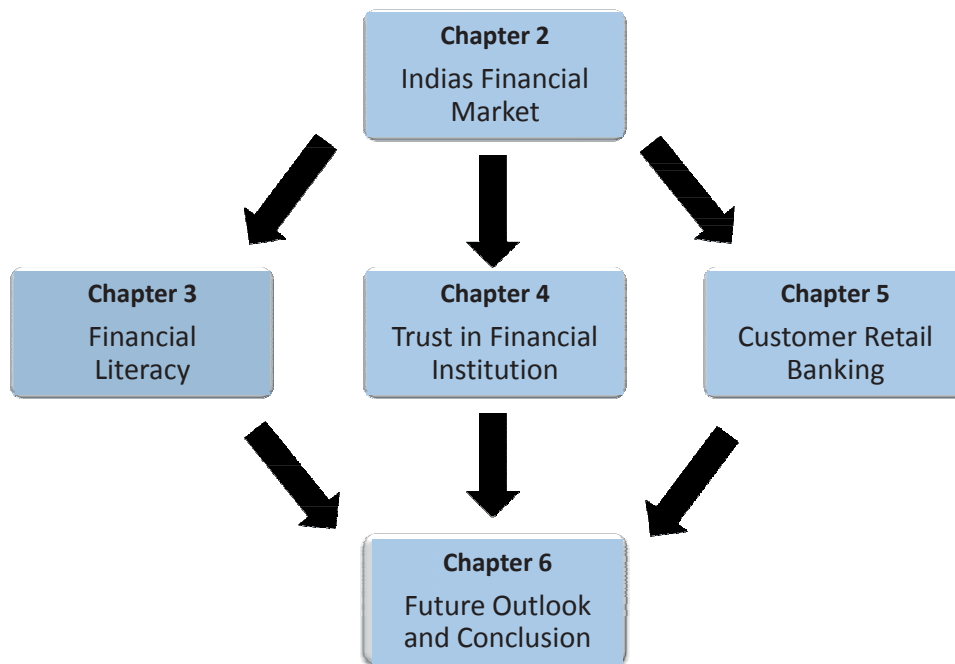 Chapter 2
Indias Financial
Market
Chapter 3
Financial
Literacy
Chapter 4
Trust in Financial
Institution
Chapter 5
Customer Retail
Banking
Chapter 6
Future Outlook
and Conclusion